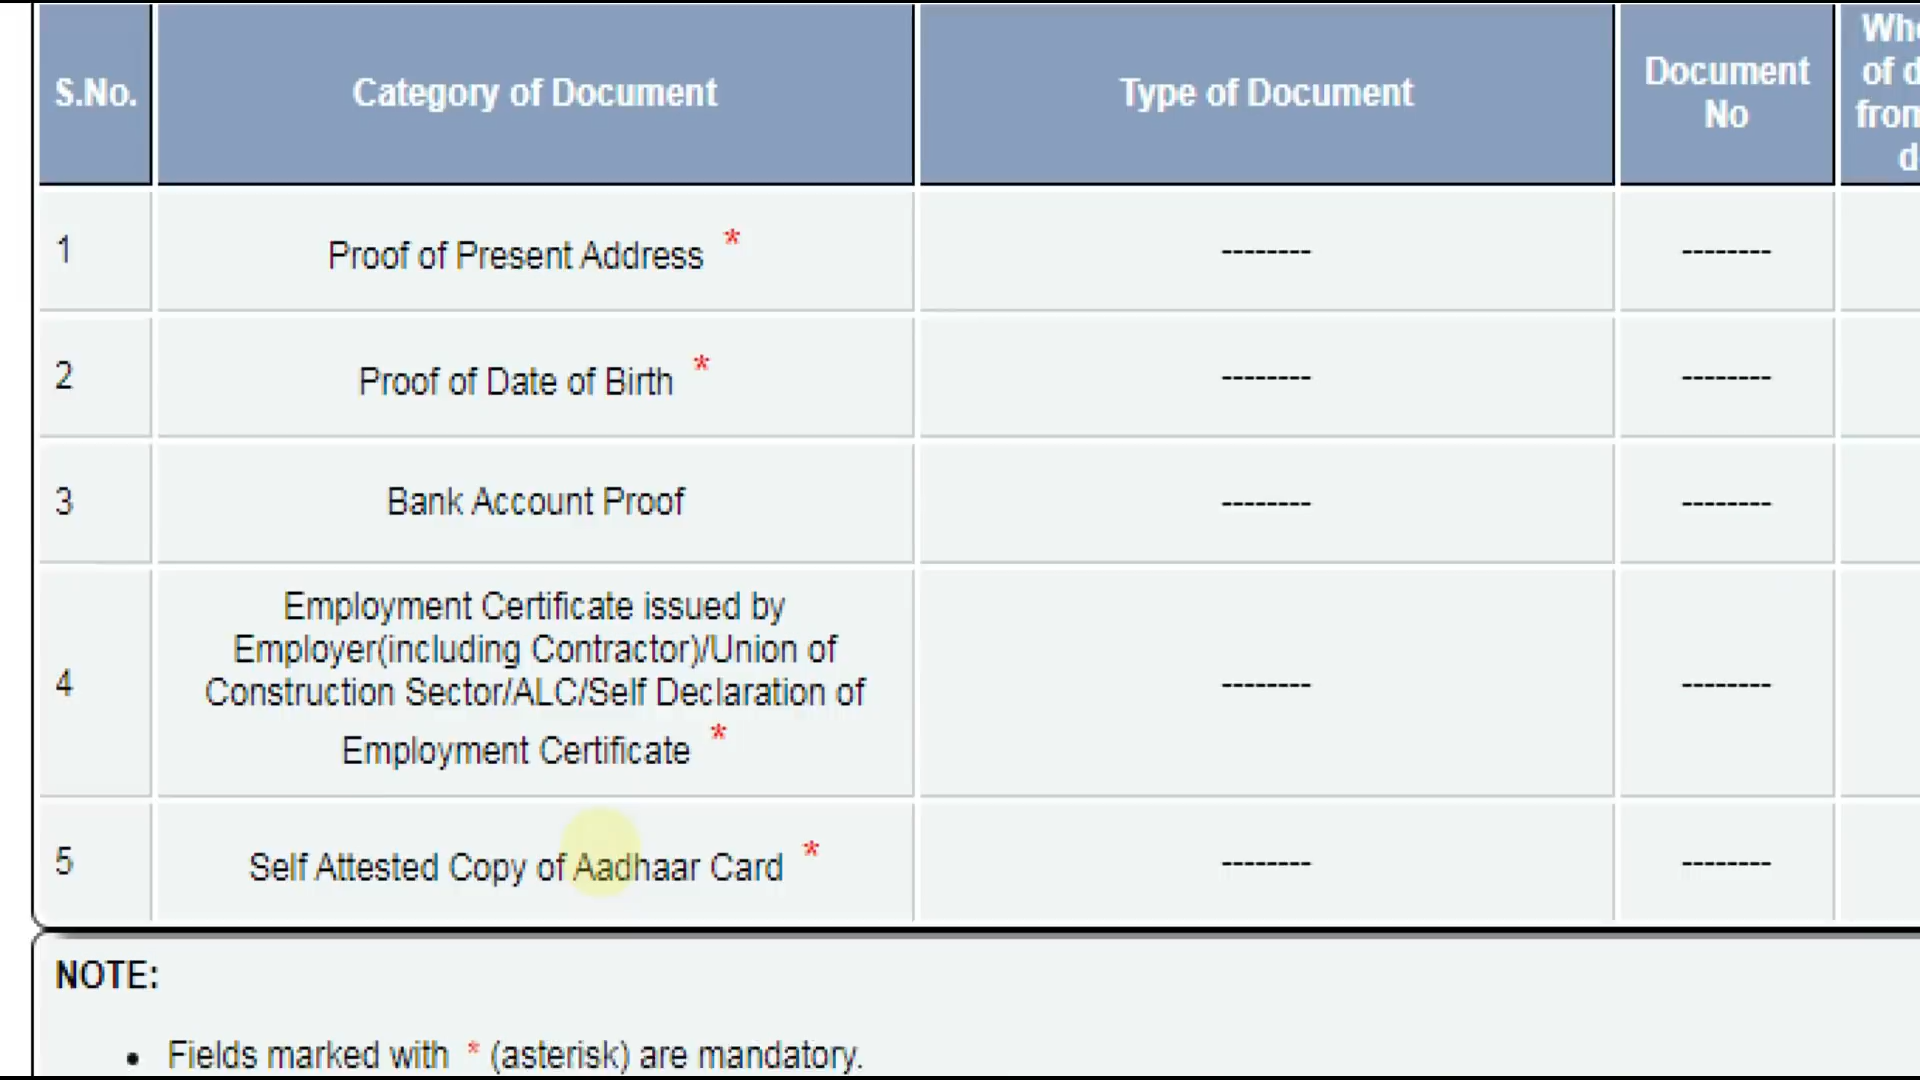 S.No. Category of Document Type of Document Document No
1 Proof of Present Address * -------- --------
2 Proof of Date of Birth * -------- --------
3 Bank Account Proof -------- --------
4 Employment Certificate issued by
Employer(including Contractor)/Union of
Construction Sector/ALC/Self Declaration of
Employment Certificate * -------- --------
5 Self Attested Copy of Aadhaar Card * -------- --------
NOTE:
• Fields marked with * (asterisk) are mandatory.